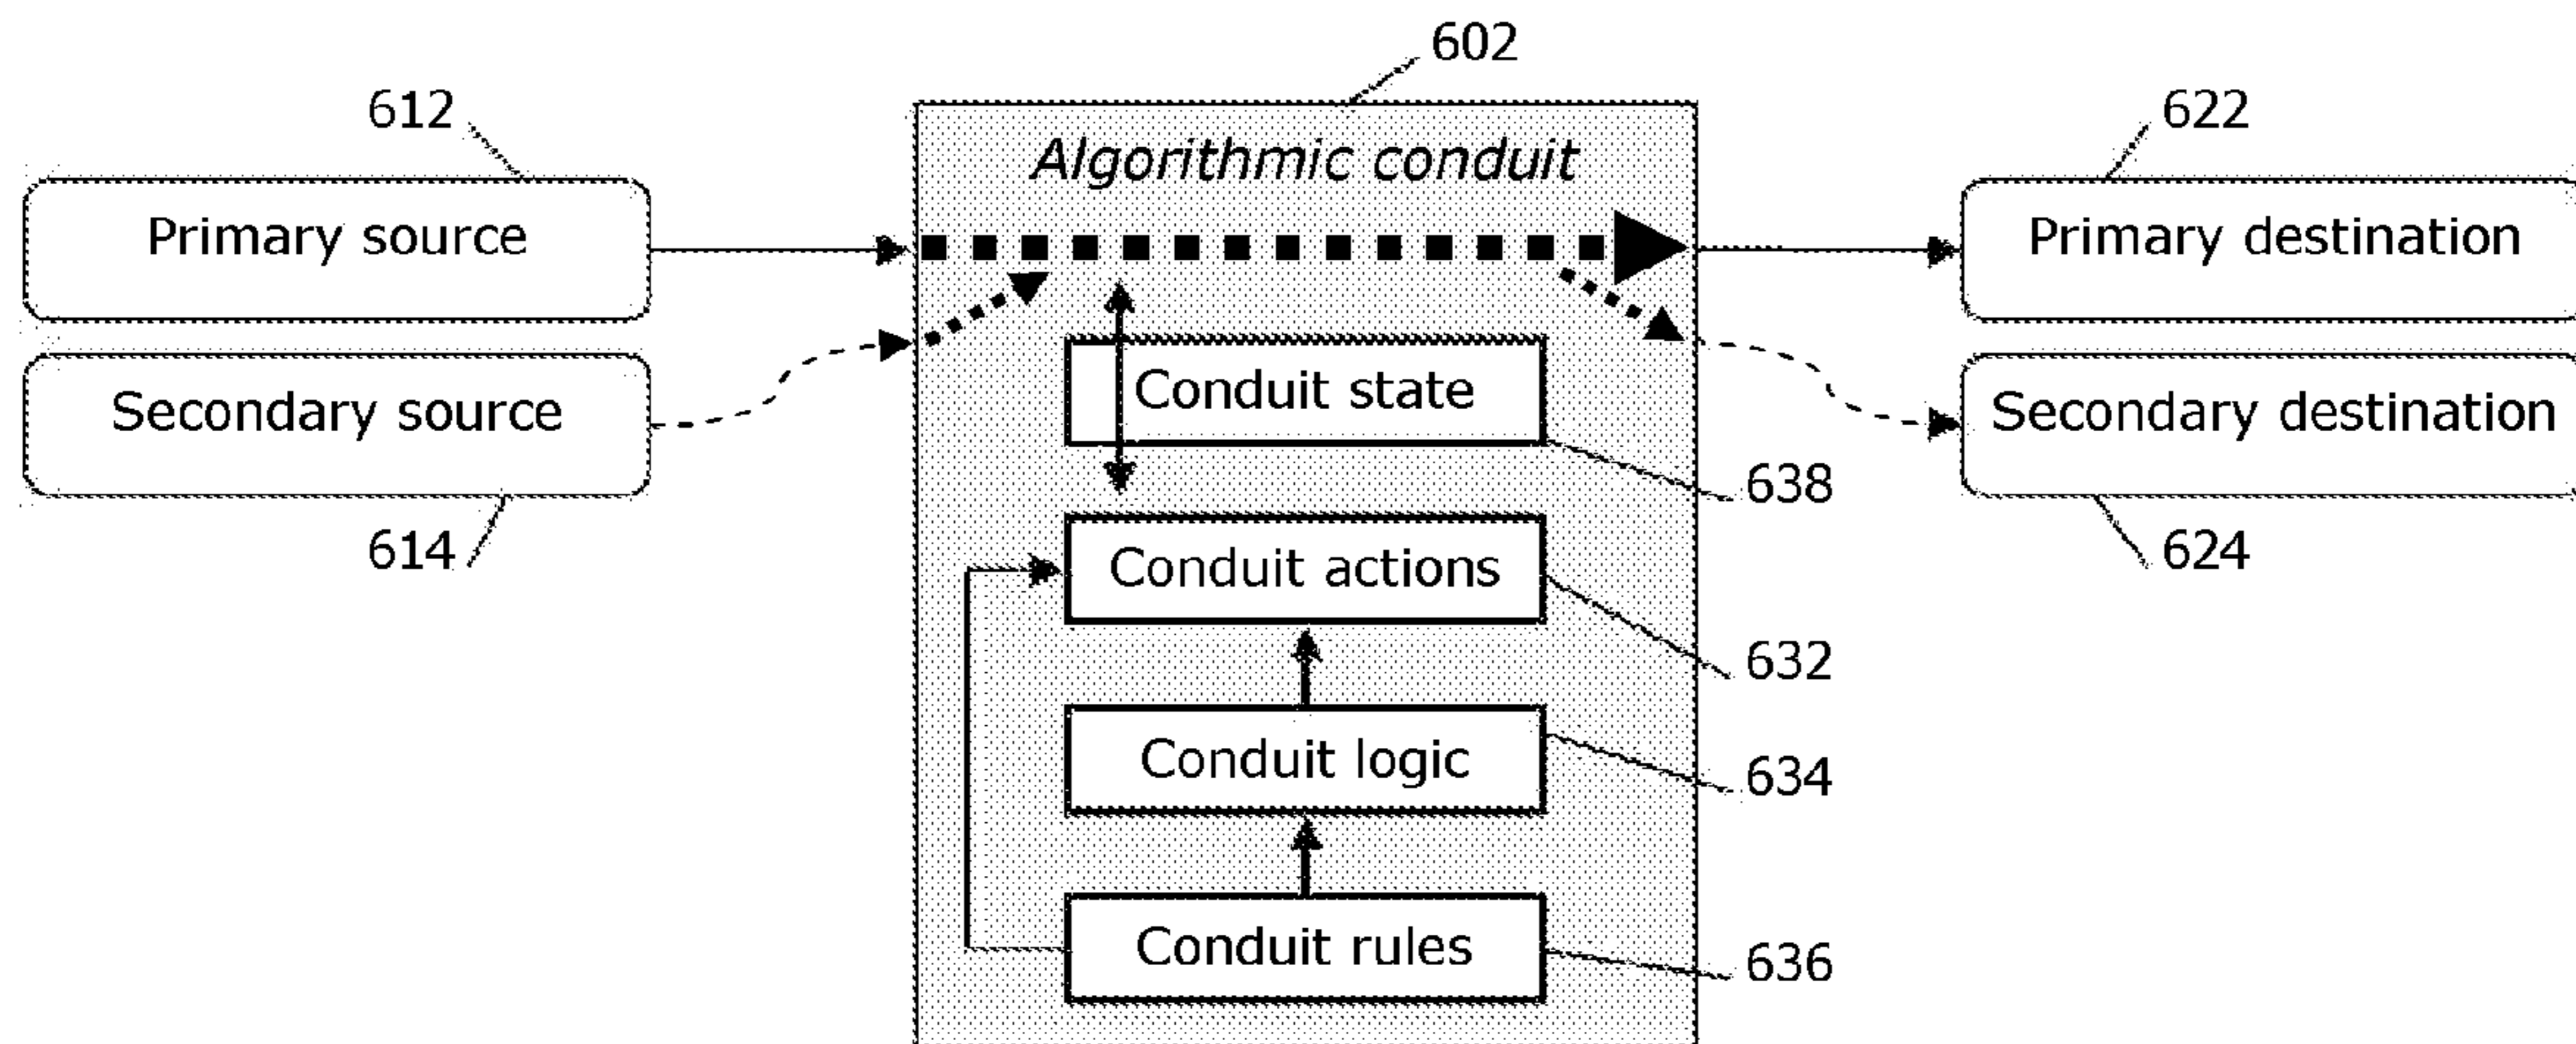 602
612
622
Algorithmic conduit
Primary source
Primary destination
Conduit state
Secondary source
Secondary destination
638
614
624
Conduit actions
632
Conduit logic
634
Conduit rules
636